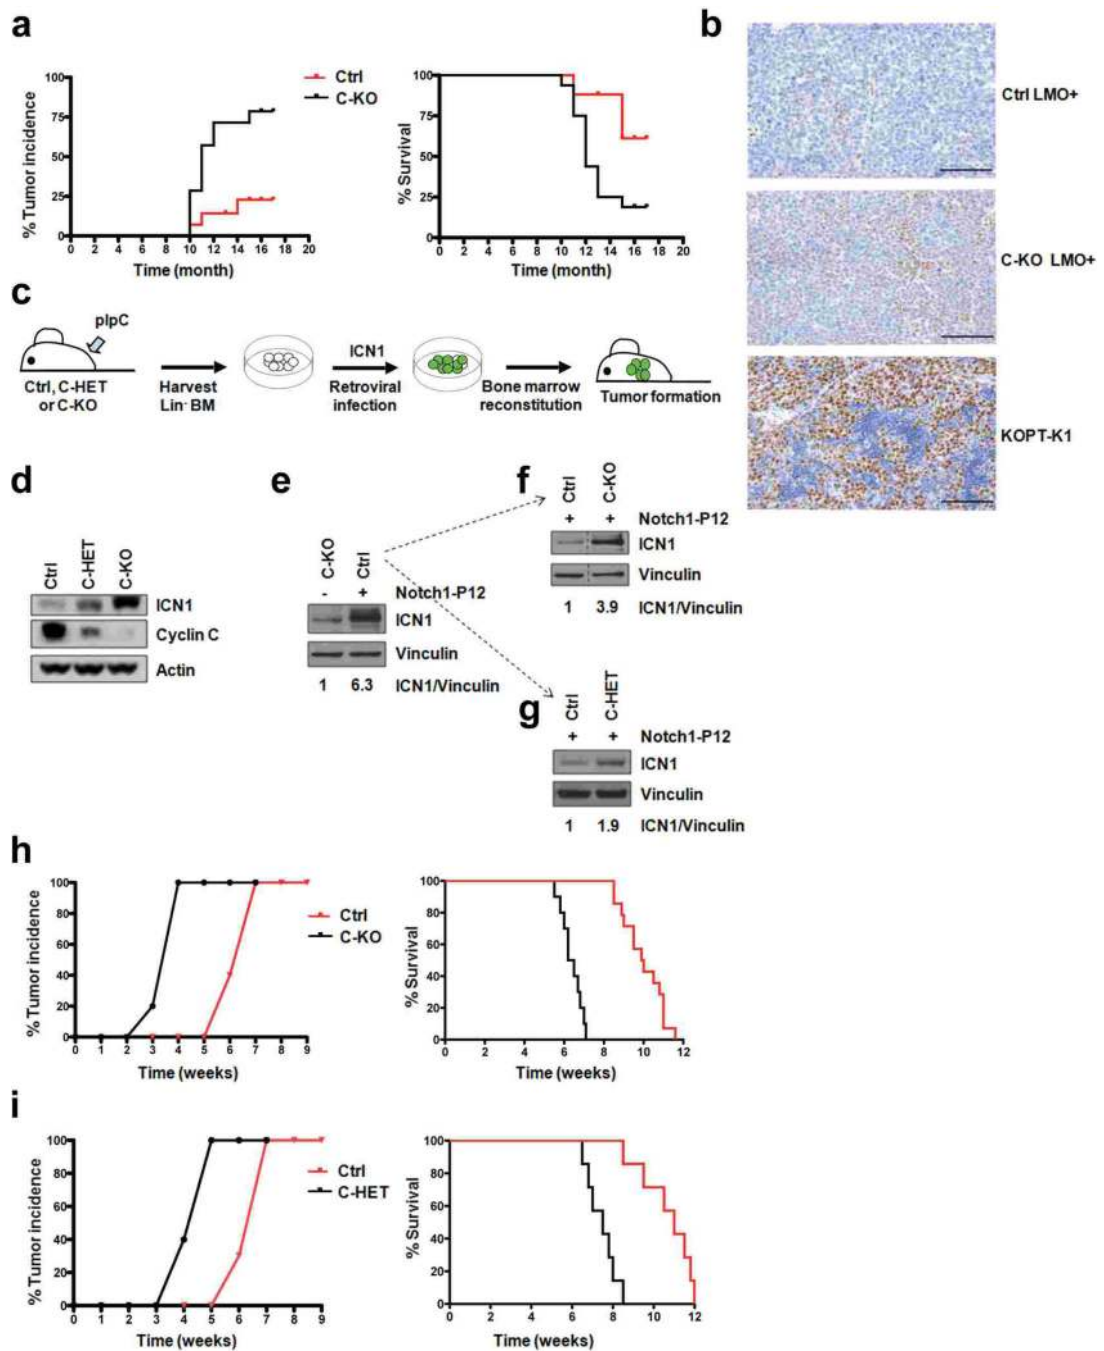 a
Ctrl
C-KO
% Tumor incidence
100
75
50
25
0
0 2 4 6 8 10 12 14 16 18 20
Time (month)
% Survival
100
75
50
25
0
0 2 4 6 8 10 12 14 16 18 20
Time (month)
b
Ctrl LMO+
C-KO LMO+
KOPT-K1
c
pIpC
Ctrl, C-HET
or C-KO
Harvest
Lin- BM
ICN1
Retroviral
infection
Bone marrow
reconstitution
Tumor formation
d
Ctrl C-HET C-KO
ICN1
Cyclin C
Actin
e
C-KO Ctrl
- + Notch1-P12
ICN1
Vinculin
1 6.3 ICN1/Vinculin
f
Ctrl C-KO
+ + Notch1-P12
ICN1
Vinculin
1 3.9 ICN1/Vinculin
g
Ctrl C-HET
+ + Notch1-P12
ICN1
Vinculin
1 1.9 ICN1/Vinculin
h
% Tumor incidence
100
80
60
40
20
0
0 1 2 3 4 5 6 7 8 9
Time (weeks)
Ctrl
C-KO
% Survival
100
80
60
40
20
0
0 2 4 6 8 10 12
Time (weeks)
i
% Tumor incidence
100
80
60
40
20
0
0 1 2 3 4 5 6 7 8 9
Time (weeks)
Ctrl
C-HET
% Survival
100
80
60
40
20
0
0 2 4 6 8 10 12
Time (weeks)